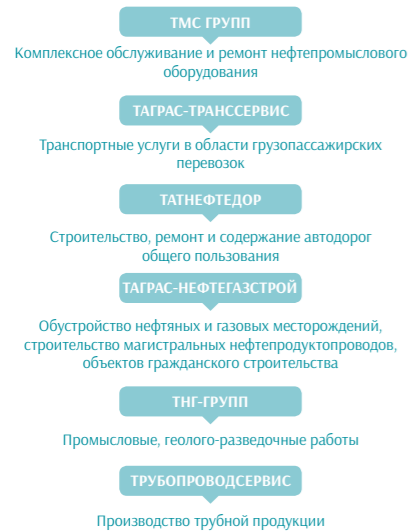 ТМС ГРУПП
Комплексное обслуживание и ремонт нефтепромыслового
оборудования
ТАГРАС-ТРАНССЕРВИС
Транспортные услуги в области грузопассажирских
перевозок
ТАТНЕФТЕДОР
Строительство, ремонт и содержание автодорог
общего пользования
ТАГРАС-НЕФТЕГАЗСТРОЙ
Обустройство нефтяных и газовых месторождений,
строительство магистральных нефтепродуктопроводов,
объектов гражданского строительства
ТНГ-ГРУПП
Промысловые, геолого-разведочные работы
ТРУБОПРОВОДСЕРВИС
Производство трубной продукции